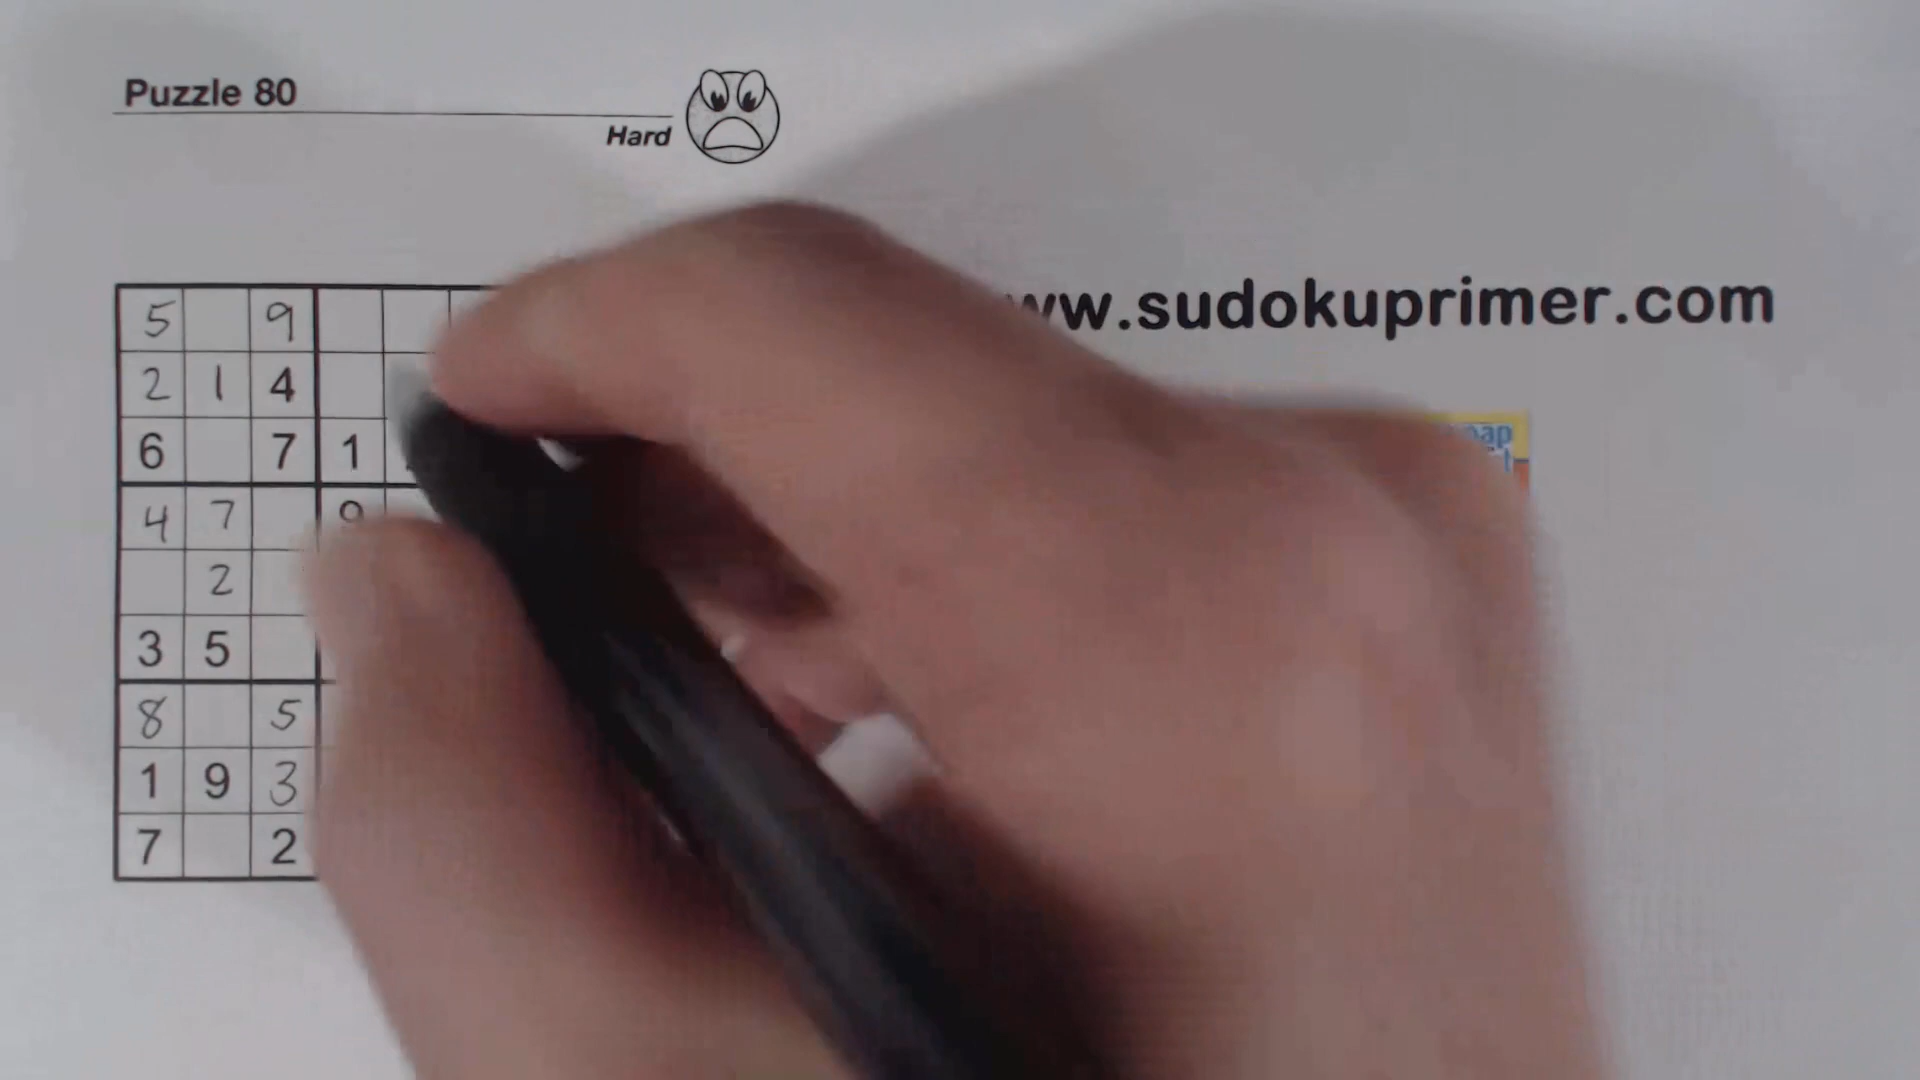 Puzzle 80
Hard
w.sudokuprimer.com
5 9
2 1 4
6 7 1
4 7 9
2
3 5
8 5
1 9 3
7 2